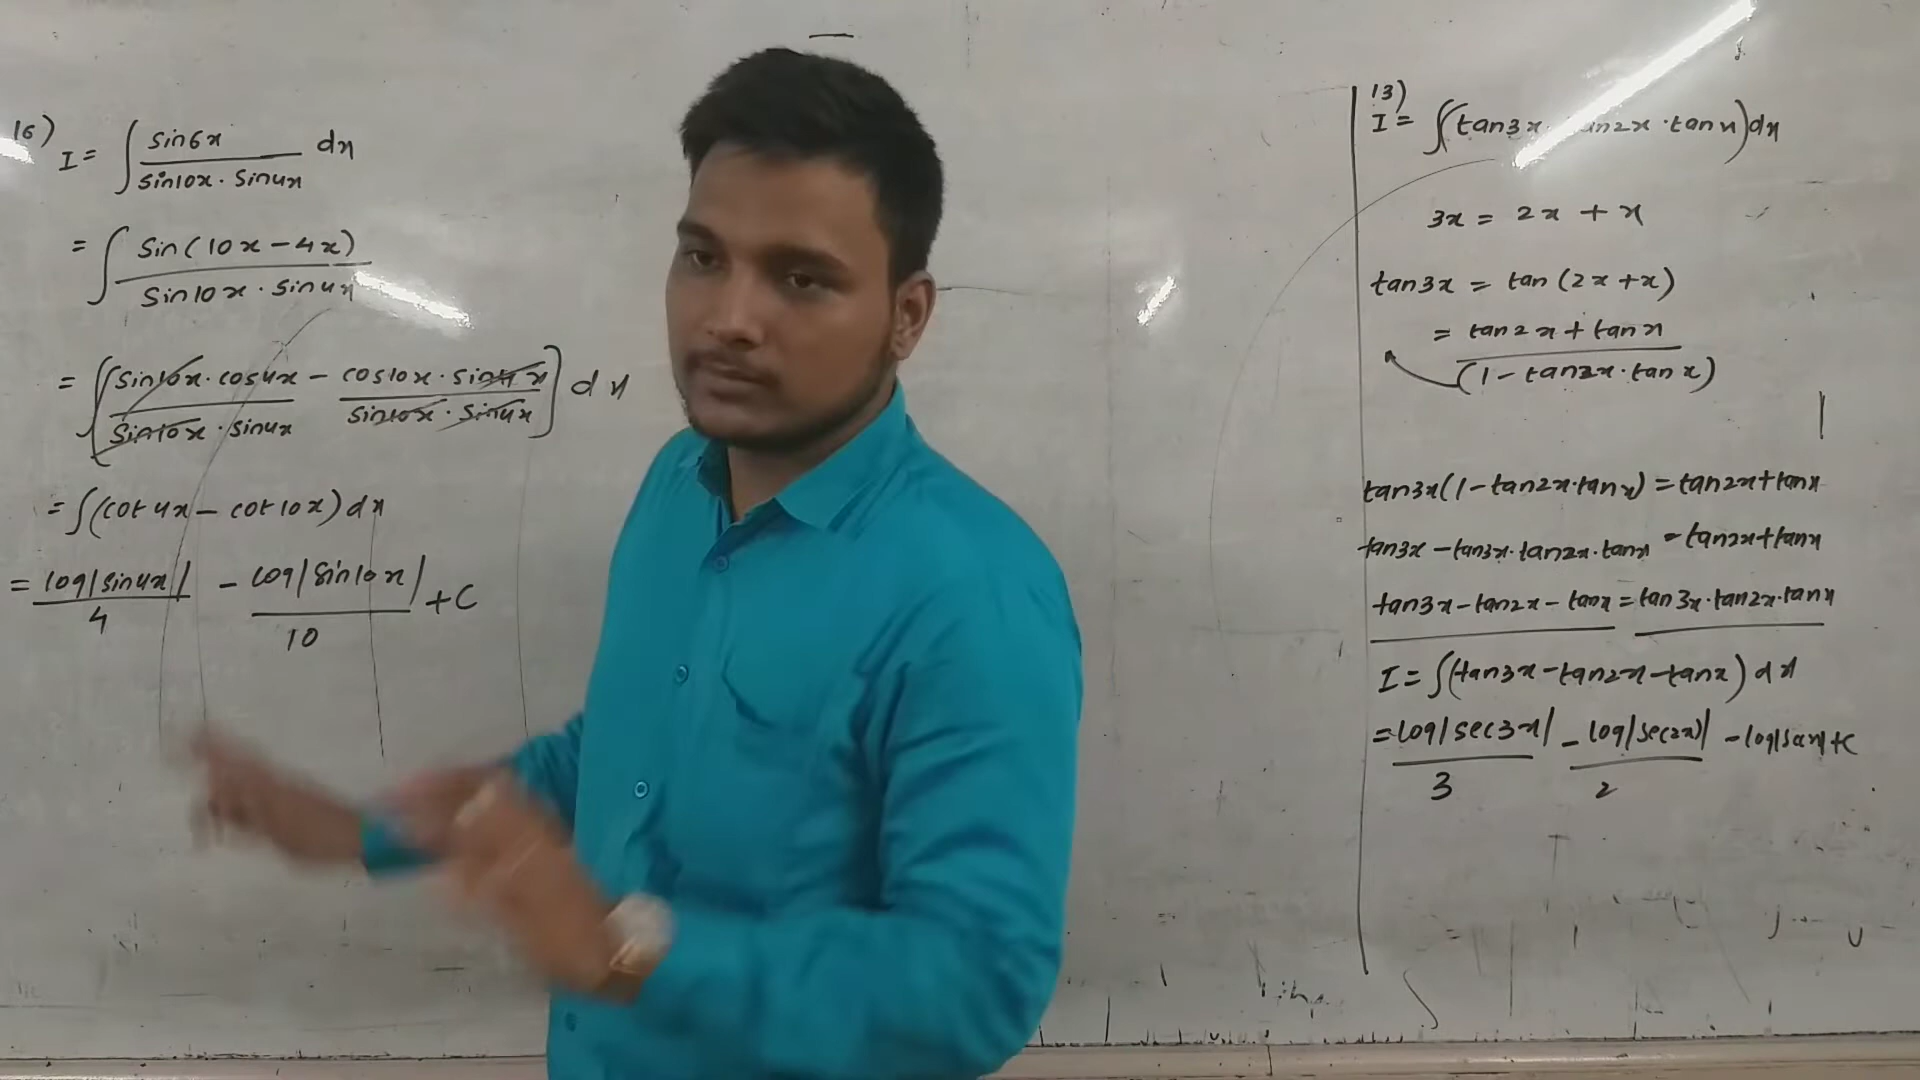 16) I = ∫ sin6x / sin10x · sin4x dx
= ∫ sin(10x - 4x) / sin10x · sin4x
= ∫[sin10x · cos4x / sin10x · sin4x - cos10x · sin4x / sin10x · sin4x] dx
= ∫(cot4x - cot10x) dx
= log|sin4x| / 4 - log|sin10x| / 10 + C
13)
I = ∫(tan3x · tan2x · tanx) dx
3x = 2x + x
tan3x = tan(2x + x)
= tan2x + tanx / (1 - tan2x · tanx)
tan3x(1 - tan2x·tanx) = tan2x + tanx
tan3x - tan3x·tan2x·tanx = tan2x + tanx
tan3x - tan2x - tanx = tan3x·tan2x·tanx
I = ∫(tan3x - tan2x - tanx) dx
= log|sec3x| / 3 - log|sec2x| / 2 - log|secx| + C